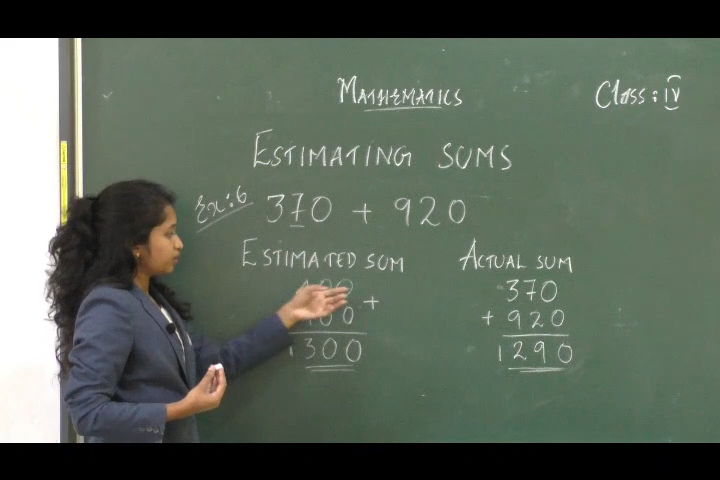 MATHEMATICS
Class: IV
ESTIMATING SUMS
Ex: 6
370 + 920
ESTIMATED SUM
+
1300
ACTUAL SUM
370
+ 920
1290